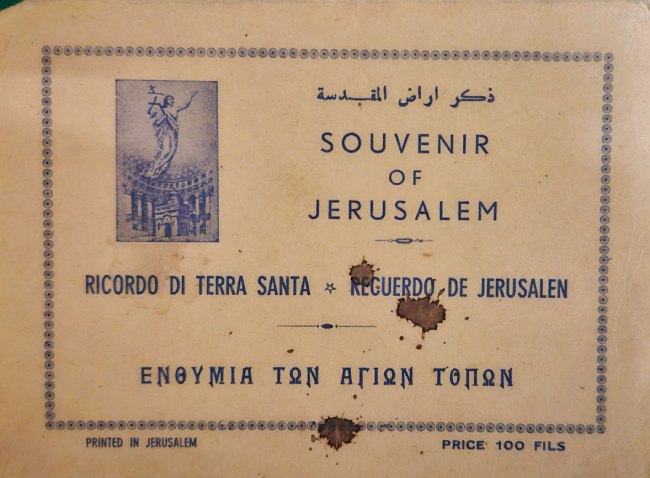 ذكر اراض المقدسة
SOUVENIR
OF
JERUSALEM
RICORDO DI TERRA SANTA ☆ RECUERDO DE JERUSALEN
ΕΝΘΥΜΙΑ ΤΩΝ ΑΓΙΩΝ ΤΟΠΩΝ
PRINTED IN JERUSALEM
PRICE 100 FILS